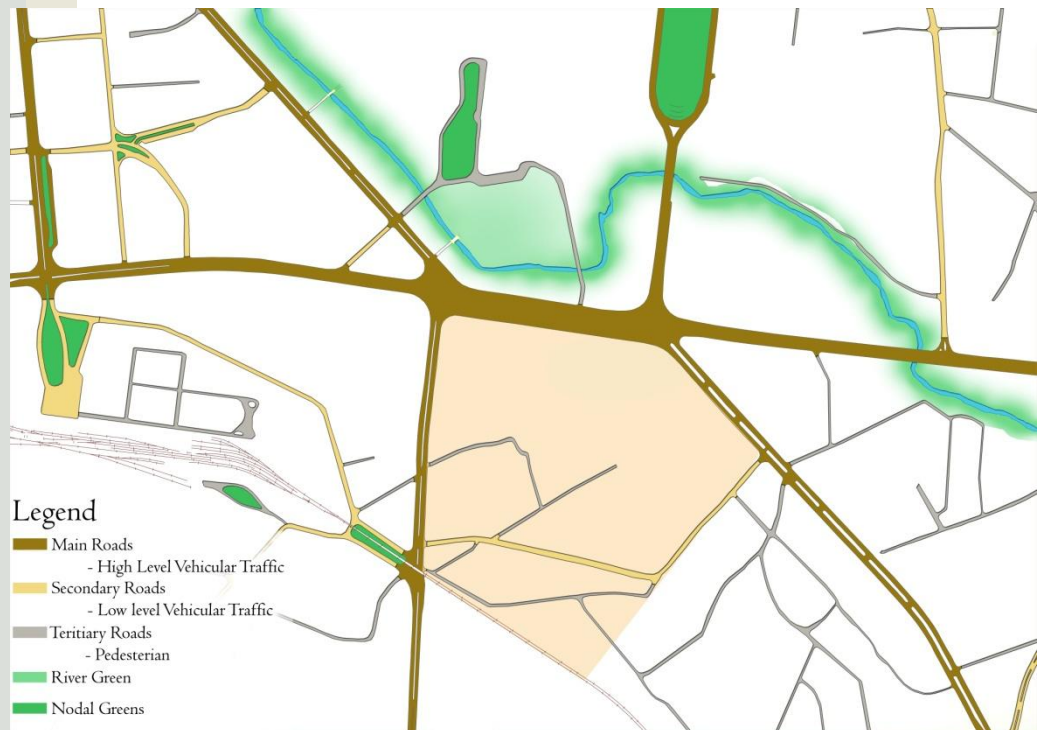 Legend
Main Roads
- High Level Vehicular Traffic
Secondary Roads
- Low level Vehicular Traffic
Teritiary Roads
- Pedesterian
River Green
Nodal Greens